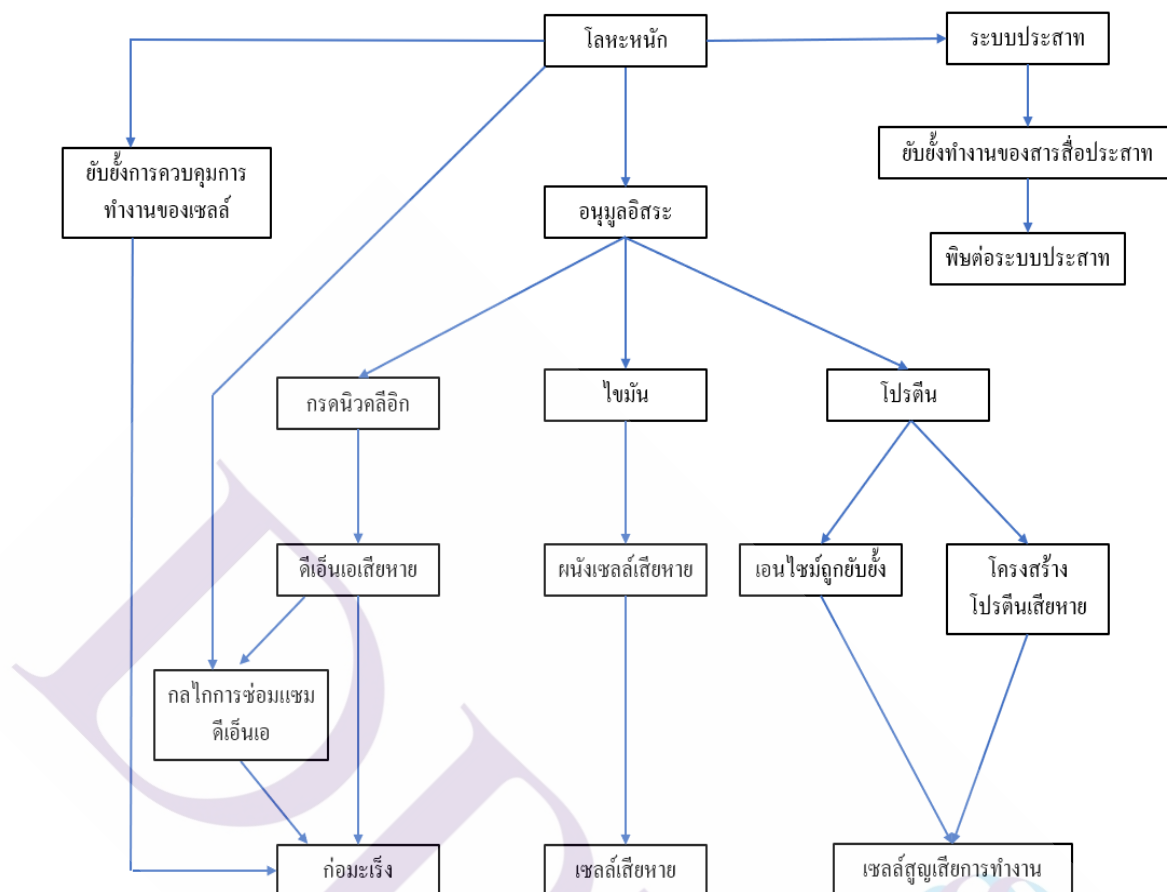 โลหะหนัก
ระบบประสาท
ยับยั้งการควบคุมการ
ทำงานของเซลล์
ยับยั้งทำงานของสารสื่อประสาท
อนุมูลอิสระ
พิษต่อระบบประสาท
กรดนิวคลีอิก
ไขมัน
โปรตีน
ดีเอ็นเอเสียหาย
ผนังเซลล์เสียหาย
เอนไซม์ถูกยับยั้ง
โครงสร้าง
โปรตีนเสียหาย
กลไกการซ่อมแซม
ดีเอ็นเอ
ก่อมะเร็ง
เซลล์เสียหาย
เซลล์สูญเสียการทำงาน